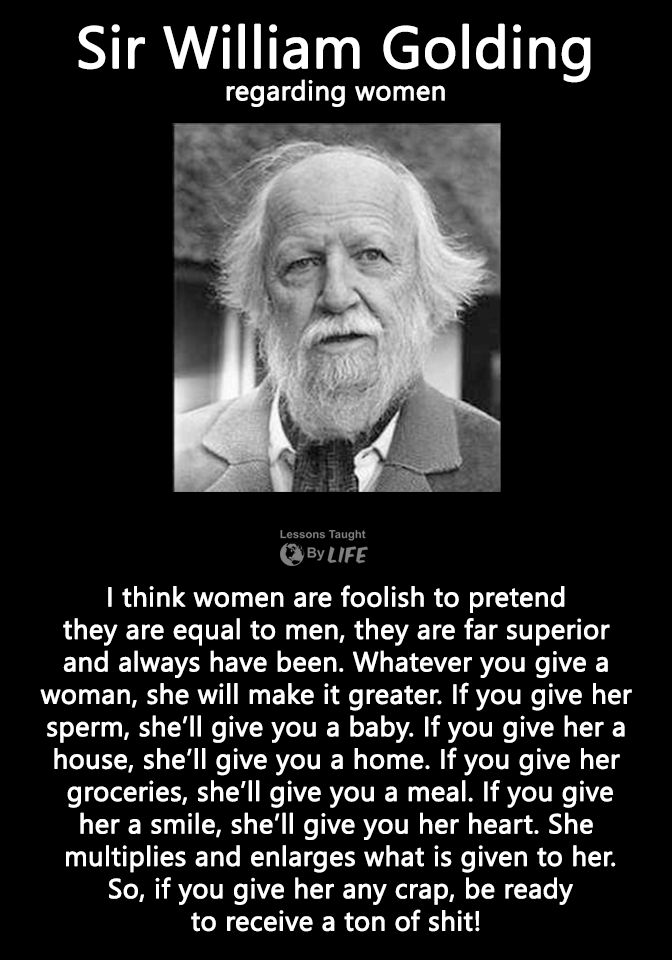 Sir William Golding
regarding women
Lessons Taught
By LIFE
I think women are foolish to pretend
they are equal to men, they are far superior
and always have been. Whatever you give a
woman, she will make it greater. If you give her
sperm, she’ll give you a baby. If you give her a
house, she’ll give you a home. If you give her
groceries, she’ll give you a meal. If you give
her a smile, she’ll give you her heart. She
multiplies and enlarges what is given to her.
So, if you give her any crap, be ready
to receive a ton of shit!